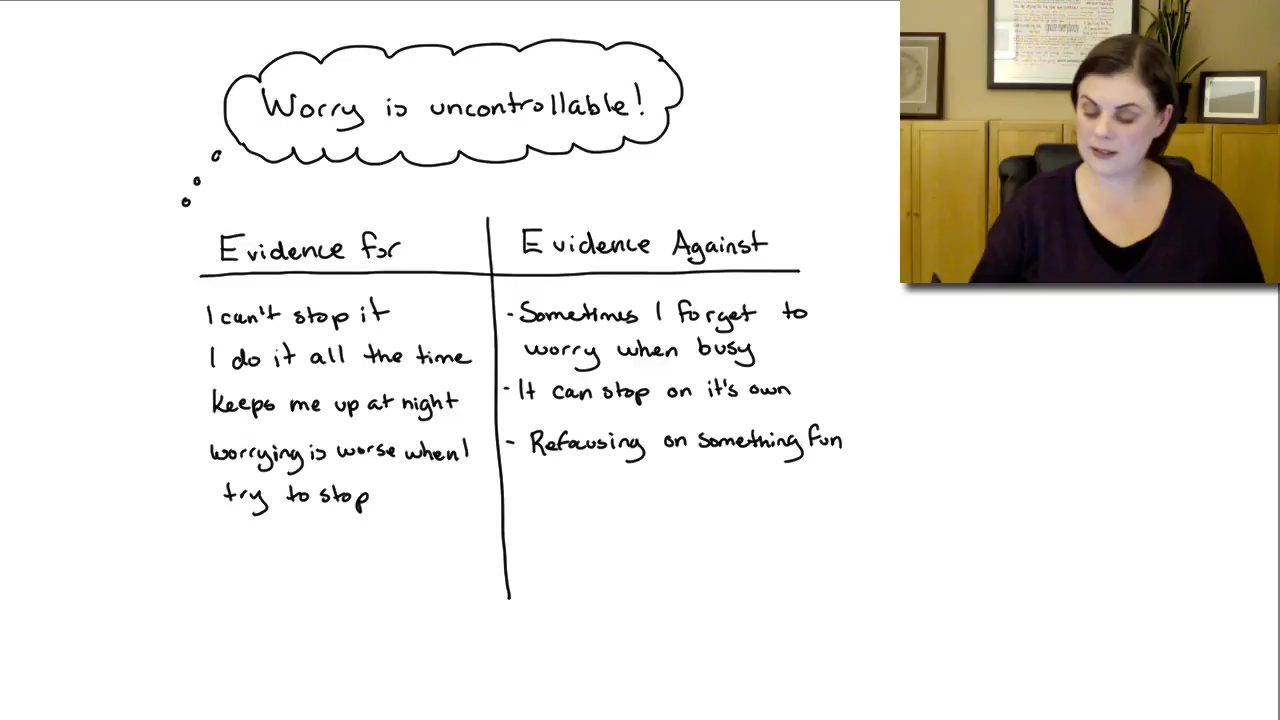 Worry is uncontrollable!
Evidence for
Evidence Against
I can't stop it
I do it all the time
keeps me up at night
worrying is worse when I
try to stop
- Sometimes I forget to
worry when busy
- It can stop on it's own
- Refocusing on something fun